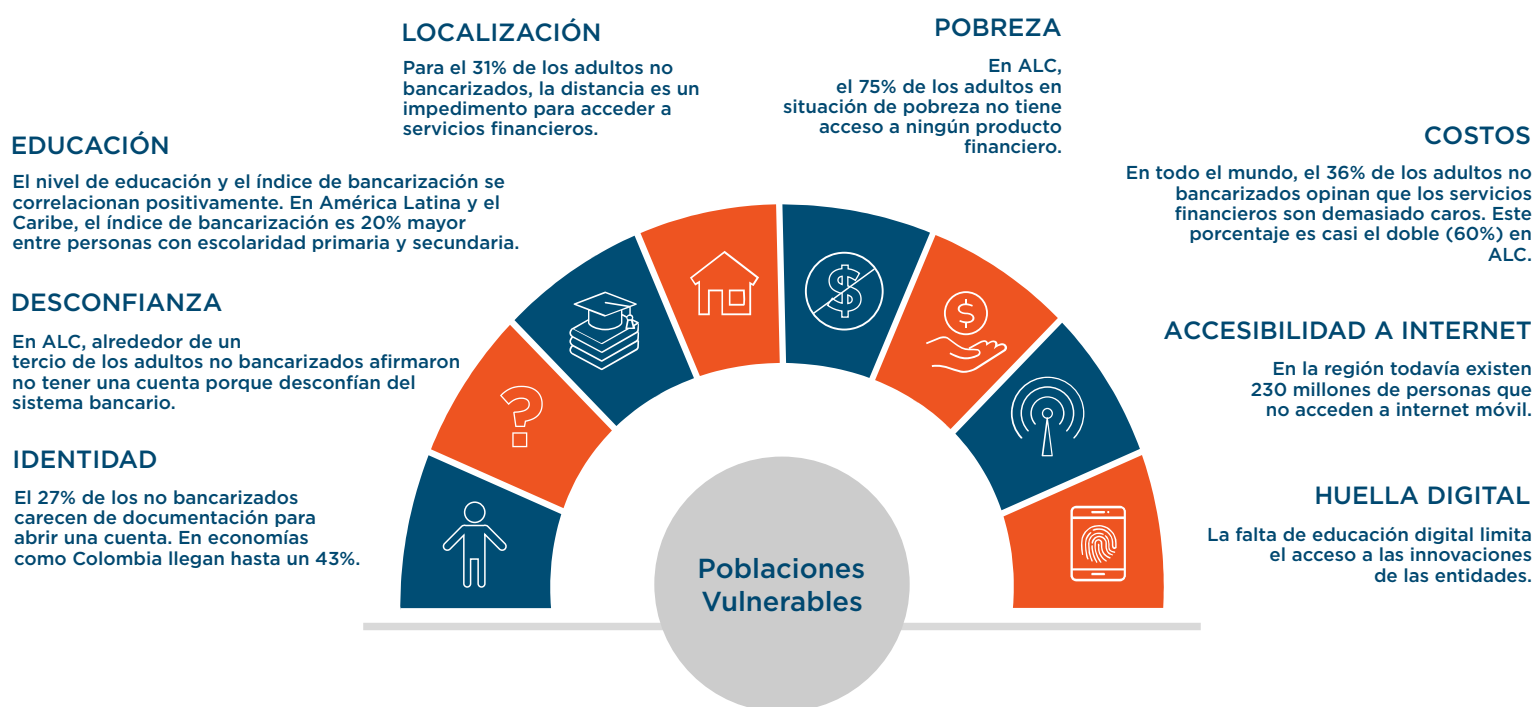 LOCALIZACIÓN
Para el 31% de los adultos no
bancarizados, la distancia es un
impedimento para acceder a
servicios financieros.
POBREZA
En ALC,
el 75% de los adultos en
situación de pobreza no tiene
acceso a ningún producto
financiero.
EDUCACIÓN
El nivel de educación y el índice de bancarización se
correlacionan positivamente. En América Latina y el
Caribe, el índice de bancarización es 20% mayor
entre personas con escolaridad primaria y secundaria.
COSTOS
En todo el mundo, el 36% de los adultos no
bancarizados opinan que los servicios
financieros son demasiado caros. Este
porcentaje es casi el doble (60%) en
ALC.
DESCONFIANZA
En ALC, alrededor de un
tercio de los adultos no bancarizados afirmaron
no tener una cuenta porque desconfían del
sistema bancario.
ACCESIBILIDAD A INTERNET
En la región todavía existen
230 millones de personas que
no acceden a internet móvil.
IDENTIDAD
El 27% de los no bancarizados
carecen de documentación para
abrir una cuenta. En economías
como Colombia llegan hasta un 43%.
HUELLA DIGITAL
La falta de educación digital limita
el acceso a las innovaciones
de las entidades.
Poblaciones
Vulnerables